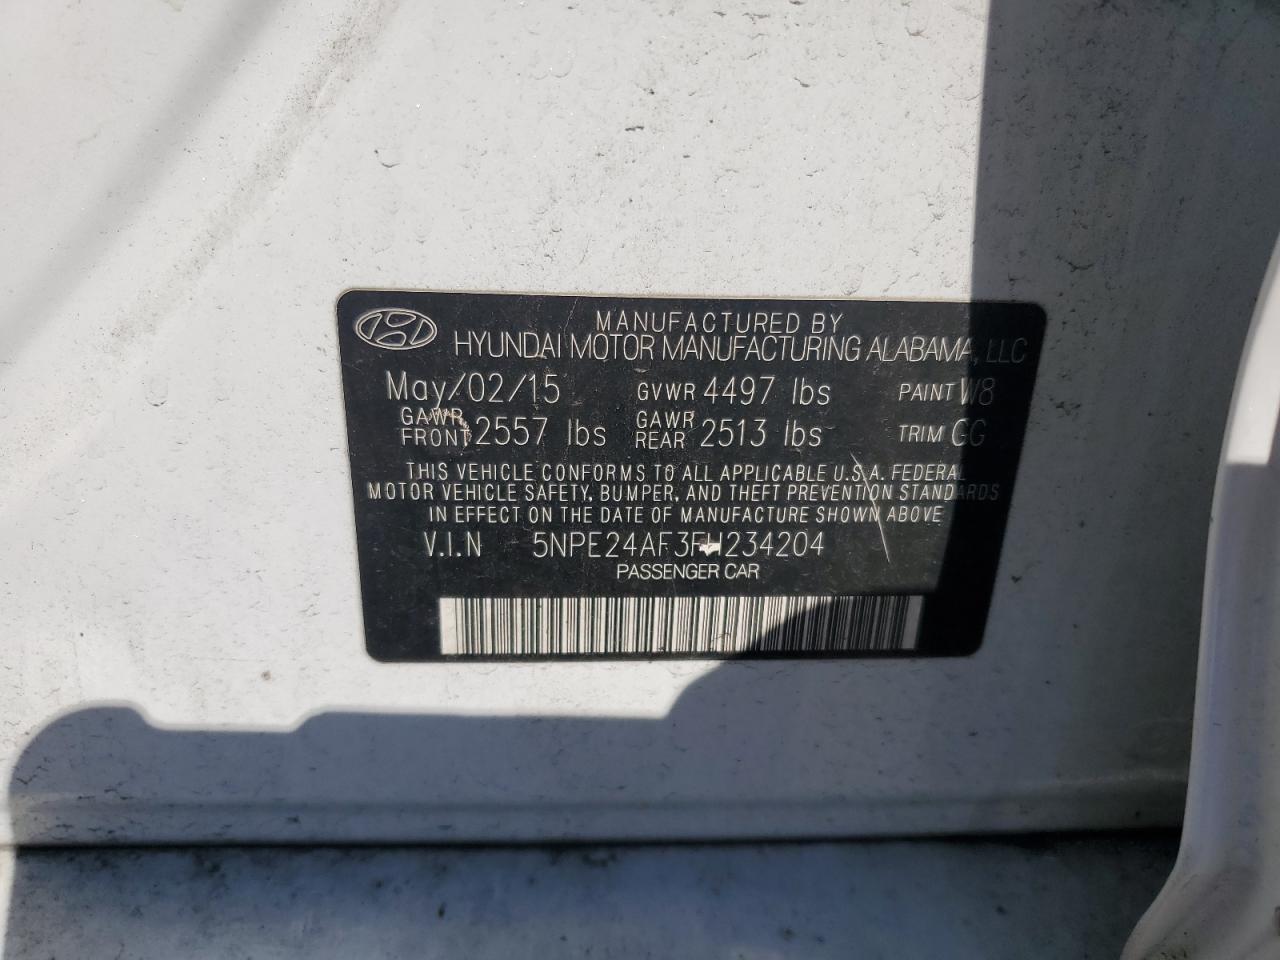 MANUFACTURED BY
HYUNDAI MOTOR MANUFACTURING ALABAMA, LLC
May/02/15 GVWR 4497 lbs PAINT W8
GAWR FRONT 2557 lbs GAWR REAR 2513 lbs TRIM GG
THIS VEHICLE CONFORMS TO ALL APPLICABLE U.S.A. FEDERAL
MOTOR VEHICLE SAFETY, BUMPER, AND THEFT PREVENTION STANDARDS
IN EFFECT ON THE DATE OF MANUFACTURE SHOWN ABOVE
V.I.N 5NPE24AF3FH234204
PASSENGER CAR